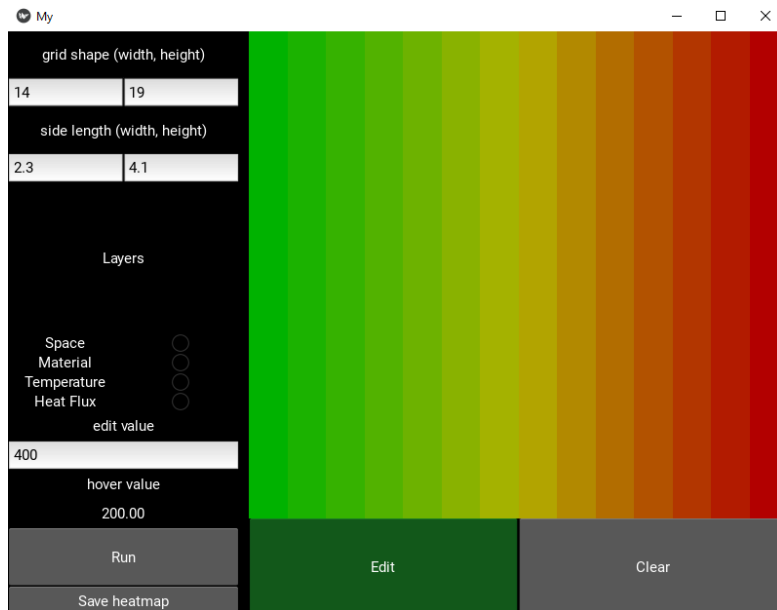 My
grid shape (width, height)
14 19
side length (width, height)
2.3 4.1
Layers
Space
Material
Temperature
Heat Flux
edit value
400
hover value
200.00
Run
Save heatmap
Edit Clear